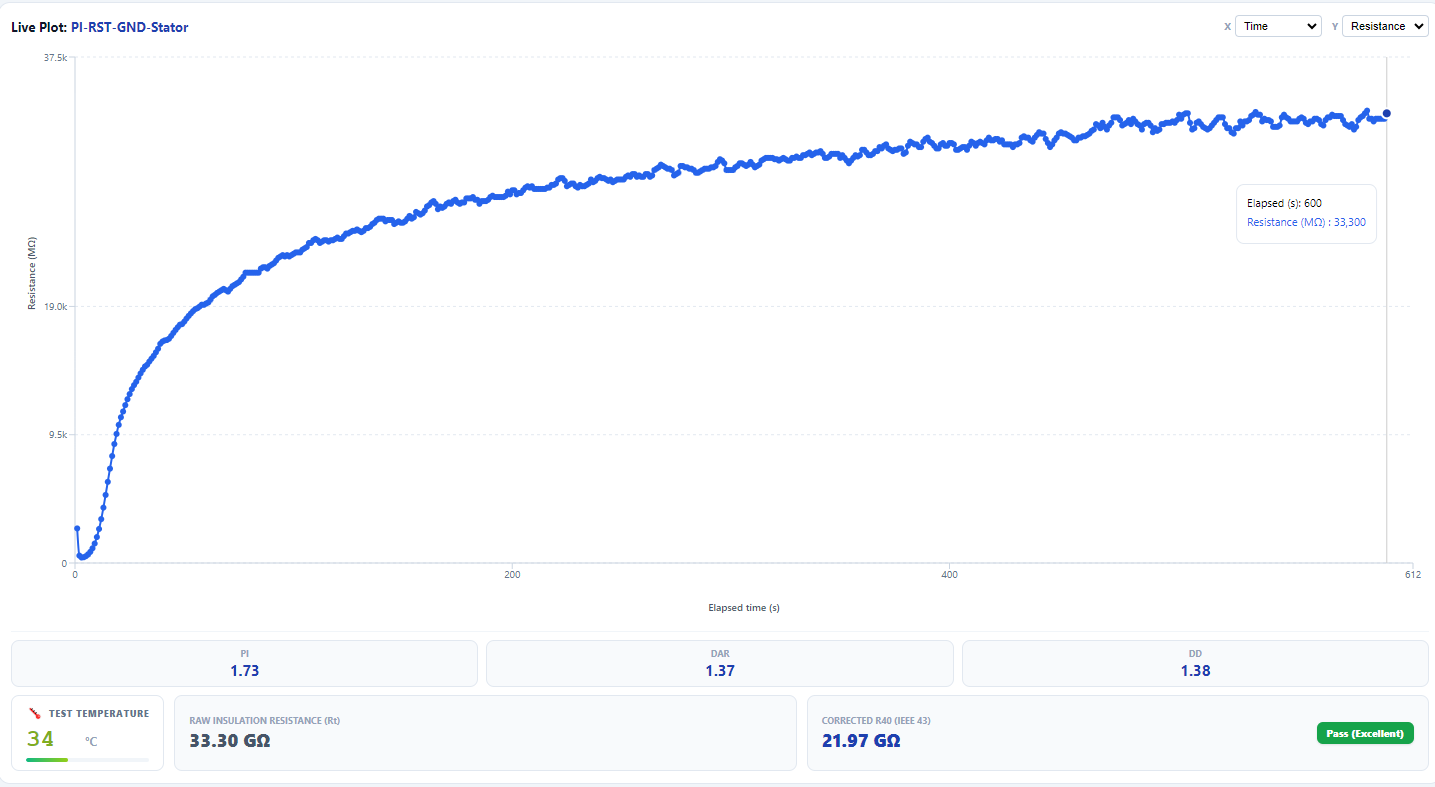 Live Plot: PI-RST-GND-Stator
X Time Y Resistance
37.5k
19.0k
9.5k
0
Resistance (MΩ)
Elapsed (s): 600
Resistance (MΩ) : 33,300
0 200 400 612
Elapsed time (s)
PI
1.73
DAR
1.37
DD
1.38
TEST TEMPERATURE
34 °C
RAW INSULATION RESISTANCE (Rt)
33.30 GΩ
CORRECTED R40 (IEEE 43)
21.97 GΩ
Pass (Excellent)